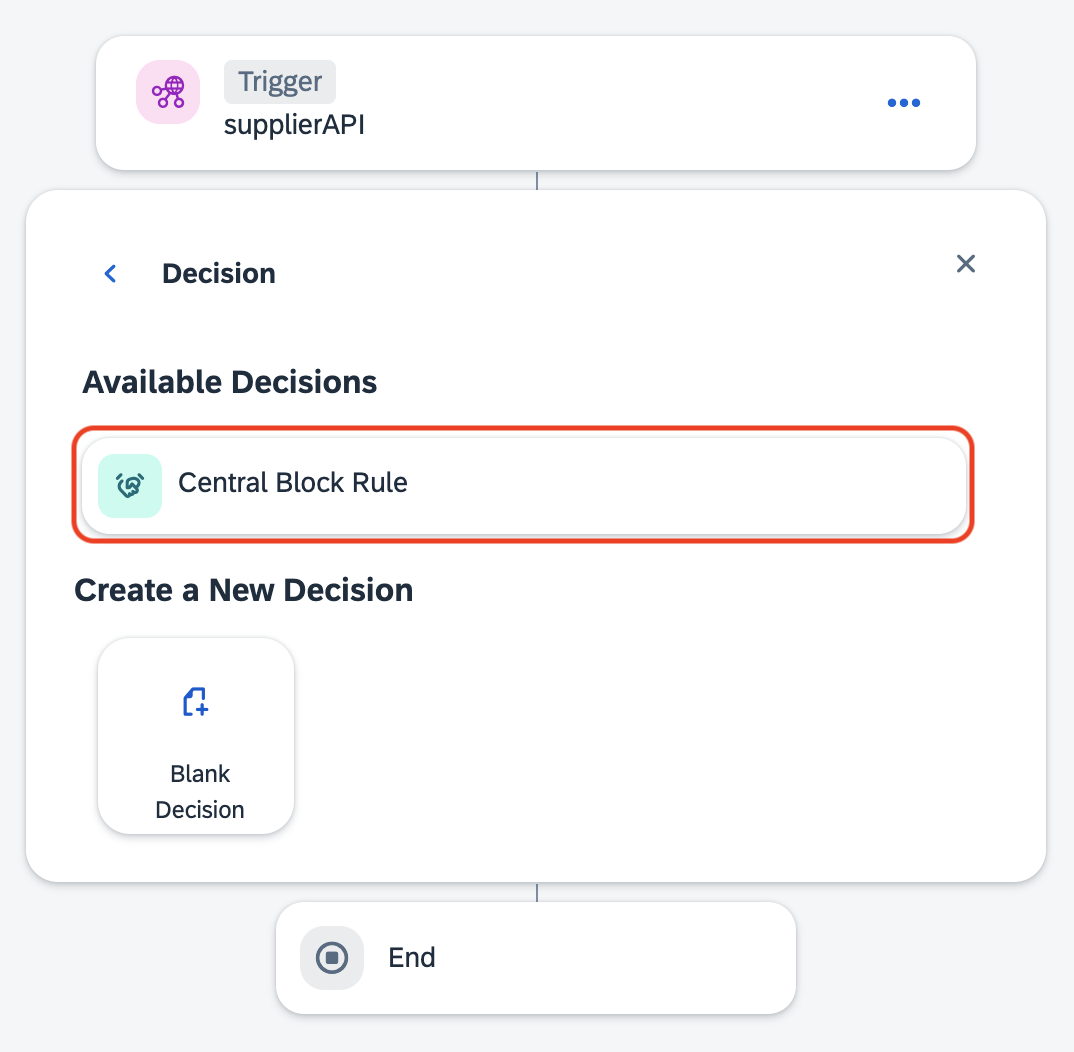 Trigger
supplierAPI
Decision
Available Decisions
Central Block Rule
Create a New Decision
Blank
Decision
End